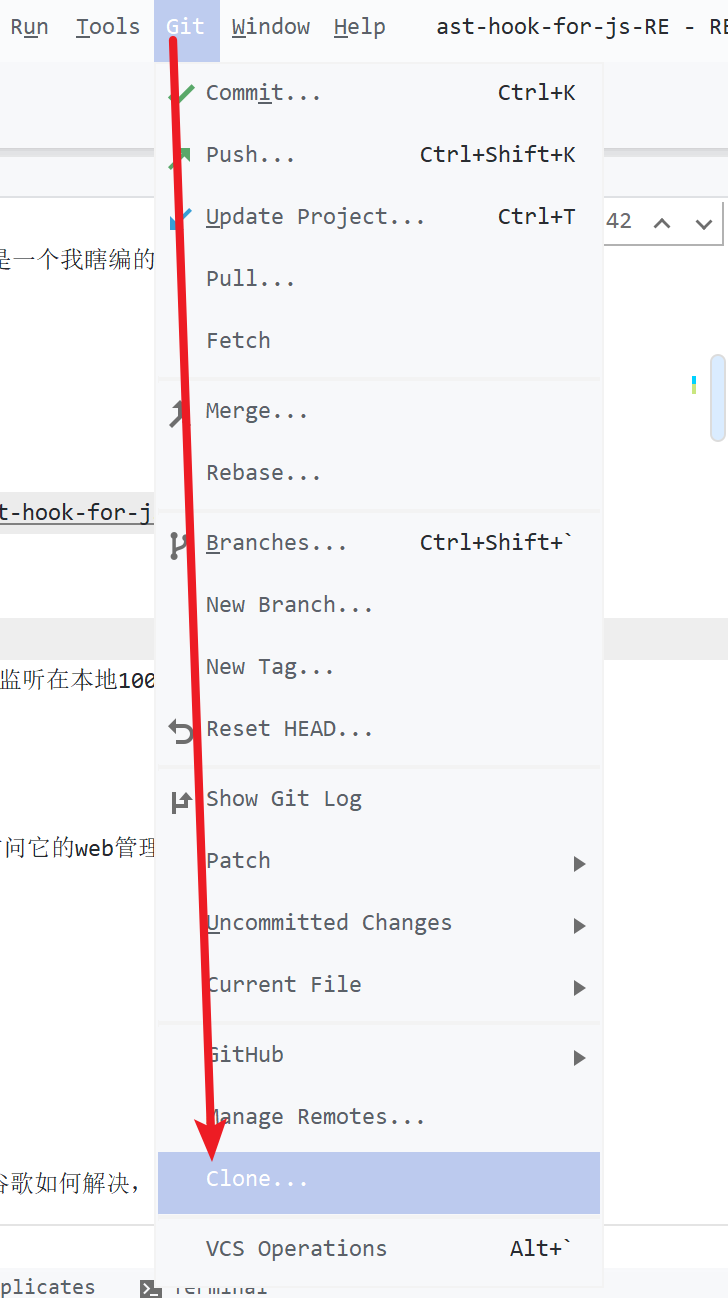 Run Tools Git Window Help ast-hook-for-js-RE - RE
Commit... Ctrl+K
Push... Ctrl+Shift+K
Update Project... Ctrl+T
42
是一个我瞎编的
Pull...
Fetch
Merge...
Rebase...
t-hook-for-j
Branches... Ctrl+Shift+`
New Branch...
New Tag...
监听在本地100
Reset HEAD...
Show Git Log
问它的web管理
Patch
Uncommitted Changes
Current File
GitHub
Manage Remotes...
Clone...
谷歌如何解决，
VCS Operations Alt+`
plicates Terminal